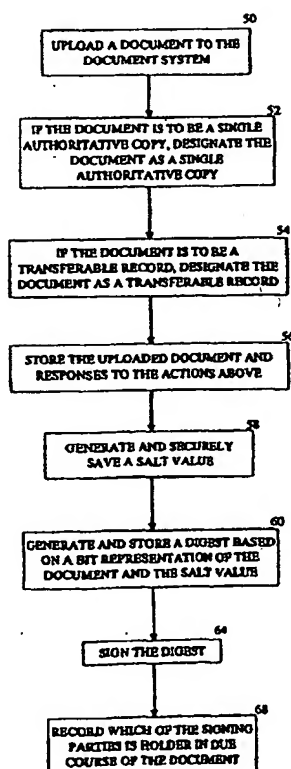 50
UPLOAD A DOCUMENT TO THE
DOCUMENT SYSTEM
52
IF THE DOCUMENT IS TO BE A SINGLE
AUTHORITATIVE COPY, DESIGNATE THE
DOCUMENT AS A SINGLE
AUTHORITATIVE COPY
54
IF THE DOCUMENT IS TO BE A
TRANSFERABLE RECORD, DESIGNATE THE
DOCUMENT AS A TRANSFERABLE RECORD
56
STORE THE UPLOADED DOCUMENT AND
RESPONSES TO THE ACTIONS ABOVE
58
GENERATE AND SECURELY
SAVE A SALT VALUE
60
GENERATE AND STORE A DIGEST BASED
ON A BIT REPRESENTATION OF THE
DOCUMENT AND THE SALT VALUE
64
SIGN THE DIGEST
68
RECORD WHICH OF THE SIGNING
PARTIES IS HOLDER IN DUE
COURSE OF THE DOCUMENT